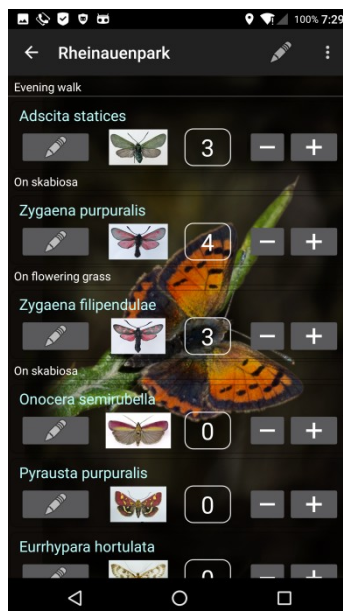 100% 7:29
Rheinauenpark
Evening walk
Adscita statices
3
On skabiosa
Zygaena purpuralis
4
On flowering grass
Zygaena filipendulae
3
On skabiosa
Onocera semirubella
0
Pyrausta purpuralis
0
Eurrhypara hortulata
0